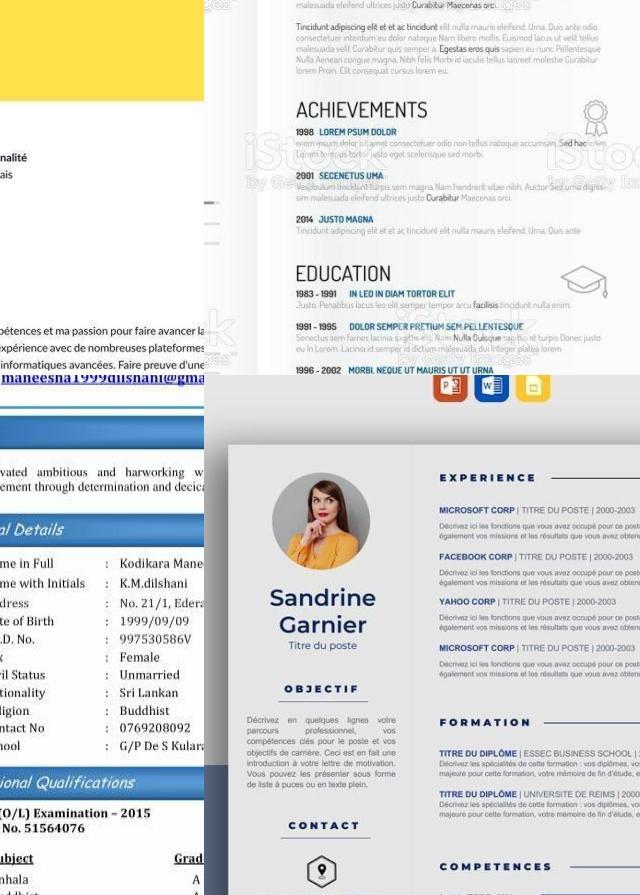 nalité
ais
pétences et ma passion pour faire avancer la
expérience avec de nombreuses plateformes
informatiques avancées. Faire preuve d'une
malesuada eleifend ultrices justo Curabitur Maecenas orci.
Tincidunt adipiscing elit et et ac tincidunt elit nulla mauris eleifend. Urna. Quis ante odio
consectetuer interdum eu dolor natoque Nam libero mollis. Euismod lacus ut velit tellus
malesuada velit Curabitur quis semper a. Egestas eros quis sapien eu nunc Pellentesque
Nulla Aenean congue magna. Nibh felis Morbi id iaculis tellus laoreet molestie Curabitur
lorem Proin. Elit consequat cursus lorem eu.
ACHIEVEMENTS
1998 LOREM PSUM DOLOR
orem ipsum dolor sit amet consectetuer odio non tellus natoque accumsan. Sed hac enim
Lorem tempus tortor justo eget scelerisque sed morbi.
iStock
by Getty Images
2001 SECENETUS UMA
Vestibulum tincidunt turpis sem magna Nam hendrerit vitae nibh. Auctor Sed urna dignis-
sim malesuada eleifend ultrices justo Curabitur Maecenas orci.
2014 JUSTO MAGNA
Tincidunt adipiscing elit et et ac tincidunt elit nulla mauris eleifend. Urna. Quis ante
EDUCATION
1983 - 1991 IN LEO IN DIAM TORTOR ELIT
Justo. Penatibus lacus leo elit semper tempor arcu facilisis tincidunt nulla enim.
1991 - 1995 DOLOR SEMPER PRETIUM SEM PELLENTESQUE
Senectus sem fames lacinia sagittis elit. Nam Nulla Quisque nisl ut turpis Donec justo
eu In Lorem. Lacinia id semper id dictum malesuada dui Integer platea lorem
1996 - 2002 MORBI. NEQUE UT MAURIS UT UT URNA
maneesha1999dilshani@gma
vated ambitious and harworking w
ement through determination and decica
al Details
me in Full : Kodikara Mane
me with Initials : K.M.dilshani
dress : No. 21/1, Edera
te of Birth : 1999/09/09
.D. No. : 997530586V
x : Female
vil Status : Unmarried
tionality : Sri Lankan
ligion : Buddhist
ntact No : 0769208092
hool : G/P De S Kulara
ional Qualifications
(O/L) Examination – 2015
No. 51564076
ubject Grad
nhala A
Sandrine
Garnier
Titre du poste
OBJECTIF
Décrivez en quelques lignes votre
parcours professionnel, vos
compétences clés pour le poste et vos
objectifs de carrière. Ceci est en fait une
introduction à votre lettre de motivation.
Vous pouvez les présenter sous forme
de liste à puces ou en texte plein.
CONTACT
EXPERIENCE
MICROSOFT CORP | TITRE DU POSTE | 2000-2003
Décrivez ici les fonctions que vous avez occupé pour ce poste
également vos missions et les résultats que vous avez obtenu
FACEBOOK CORP | TITRE DU POSTE | 2000-2003
Décrivez ici les fonctions que vous avez occupé pour ce poste
également vos missions et les résultats que vous avez obtenu
YAHOO CORP | TITRE DU POSTE | 2000-2003
Décrivez ici les fonctions que vous avez occupé pour ce poste
également vos missions et les résultats que vous avez obtenu
MICROSOFT CORP | TITRE DU POSTE | 2000-2003
Décrivez ici les fonctions que vous avez occupé pour ce poste
également vos missions et les résultats que vous avez obtenu
FORMATION
TITRE DU DIPLÔME | ESSEC BUSINESS SCHOOL |
Décrivez les spécialités de cette formation : vos diplômes, vo
majeure pour cette formation, votre mémoire de fin d'étude, e
TITRE DU DIPLÔME | UNIVERSITE DE REIMS | 2000
Décrivez les spécialités de cette formation : vos diplômes, vo
majeure pour cette formation, votre mémoire de fin d'étude, e
COMPETENCES